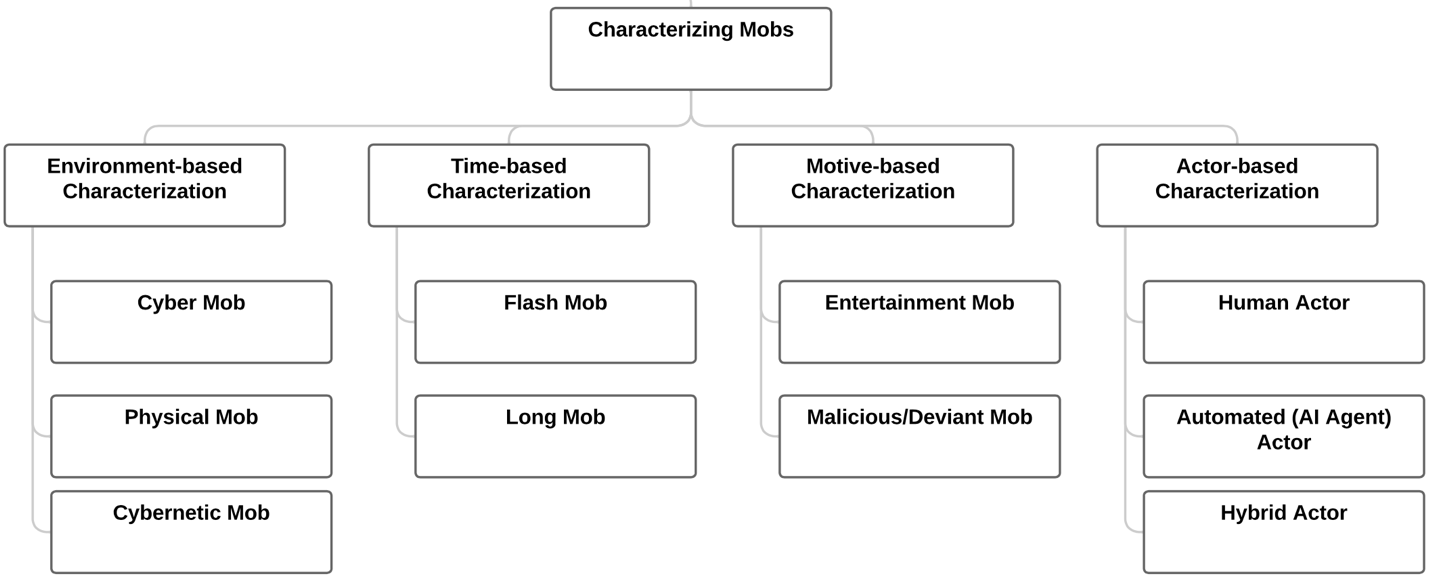 Characterizing Mobs
Environment-based
Characterization
Time-based
Characterization
Motive-based
Characterization
Actor-based
Characterization
Cyber Mob
Flash Mob
Entertainment Mob
Human Actor
Physical Mob
Long Mob
Malicious/Deviant Mob
Automated (AI Agent)
Actor
Cybernetic Mob
Hybrid Actor